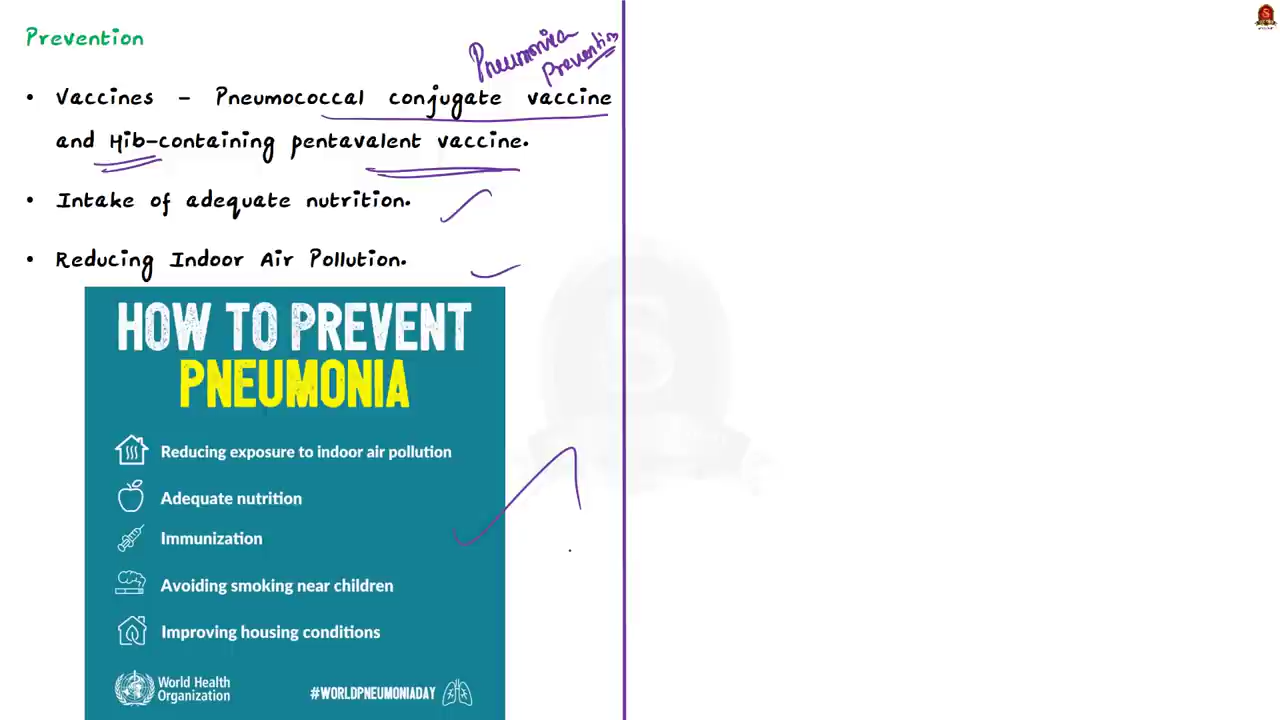 Prevention
Pneumonia
prevention
• Vaccines – Pneumococcal conjugate vaccine
and Hib-containing pentavalent vaccine.
• Intake of adequate nutrition.
• Reducing Indoor Air Pollution.
HOW TO PREVENT
PNEUMONIA
Reducing exposure to indoor air pollution
Adequate nutrition
Immunization
Avoiding smoking near children
Improving housing conditions
World Health
Organization
#WORLDPNEUMONIADAY